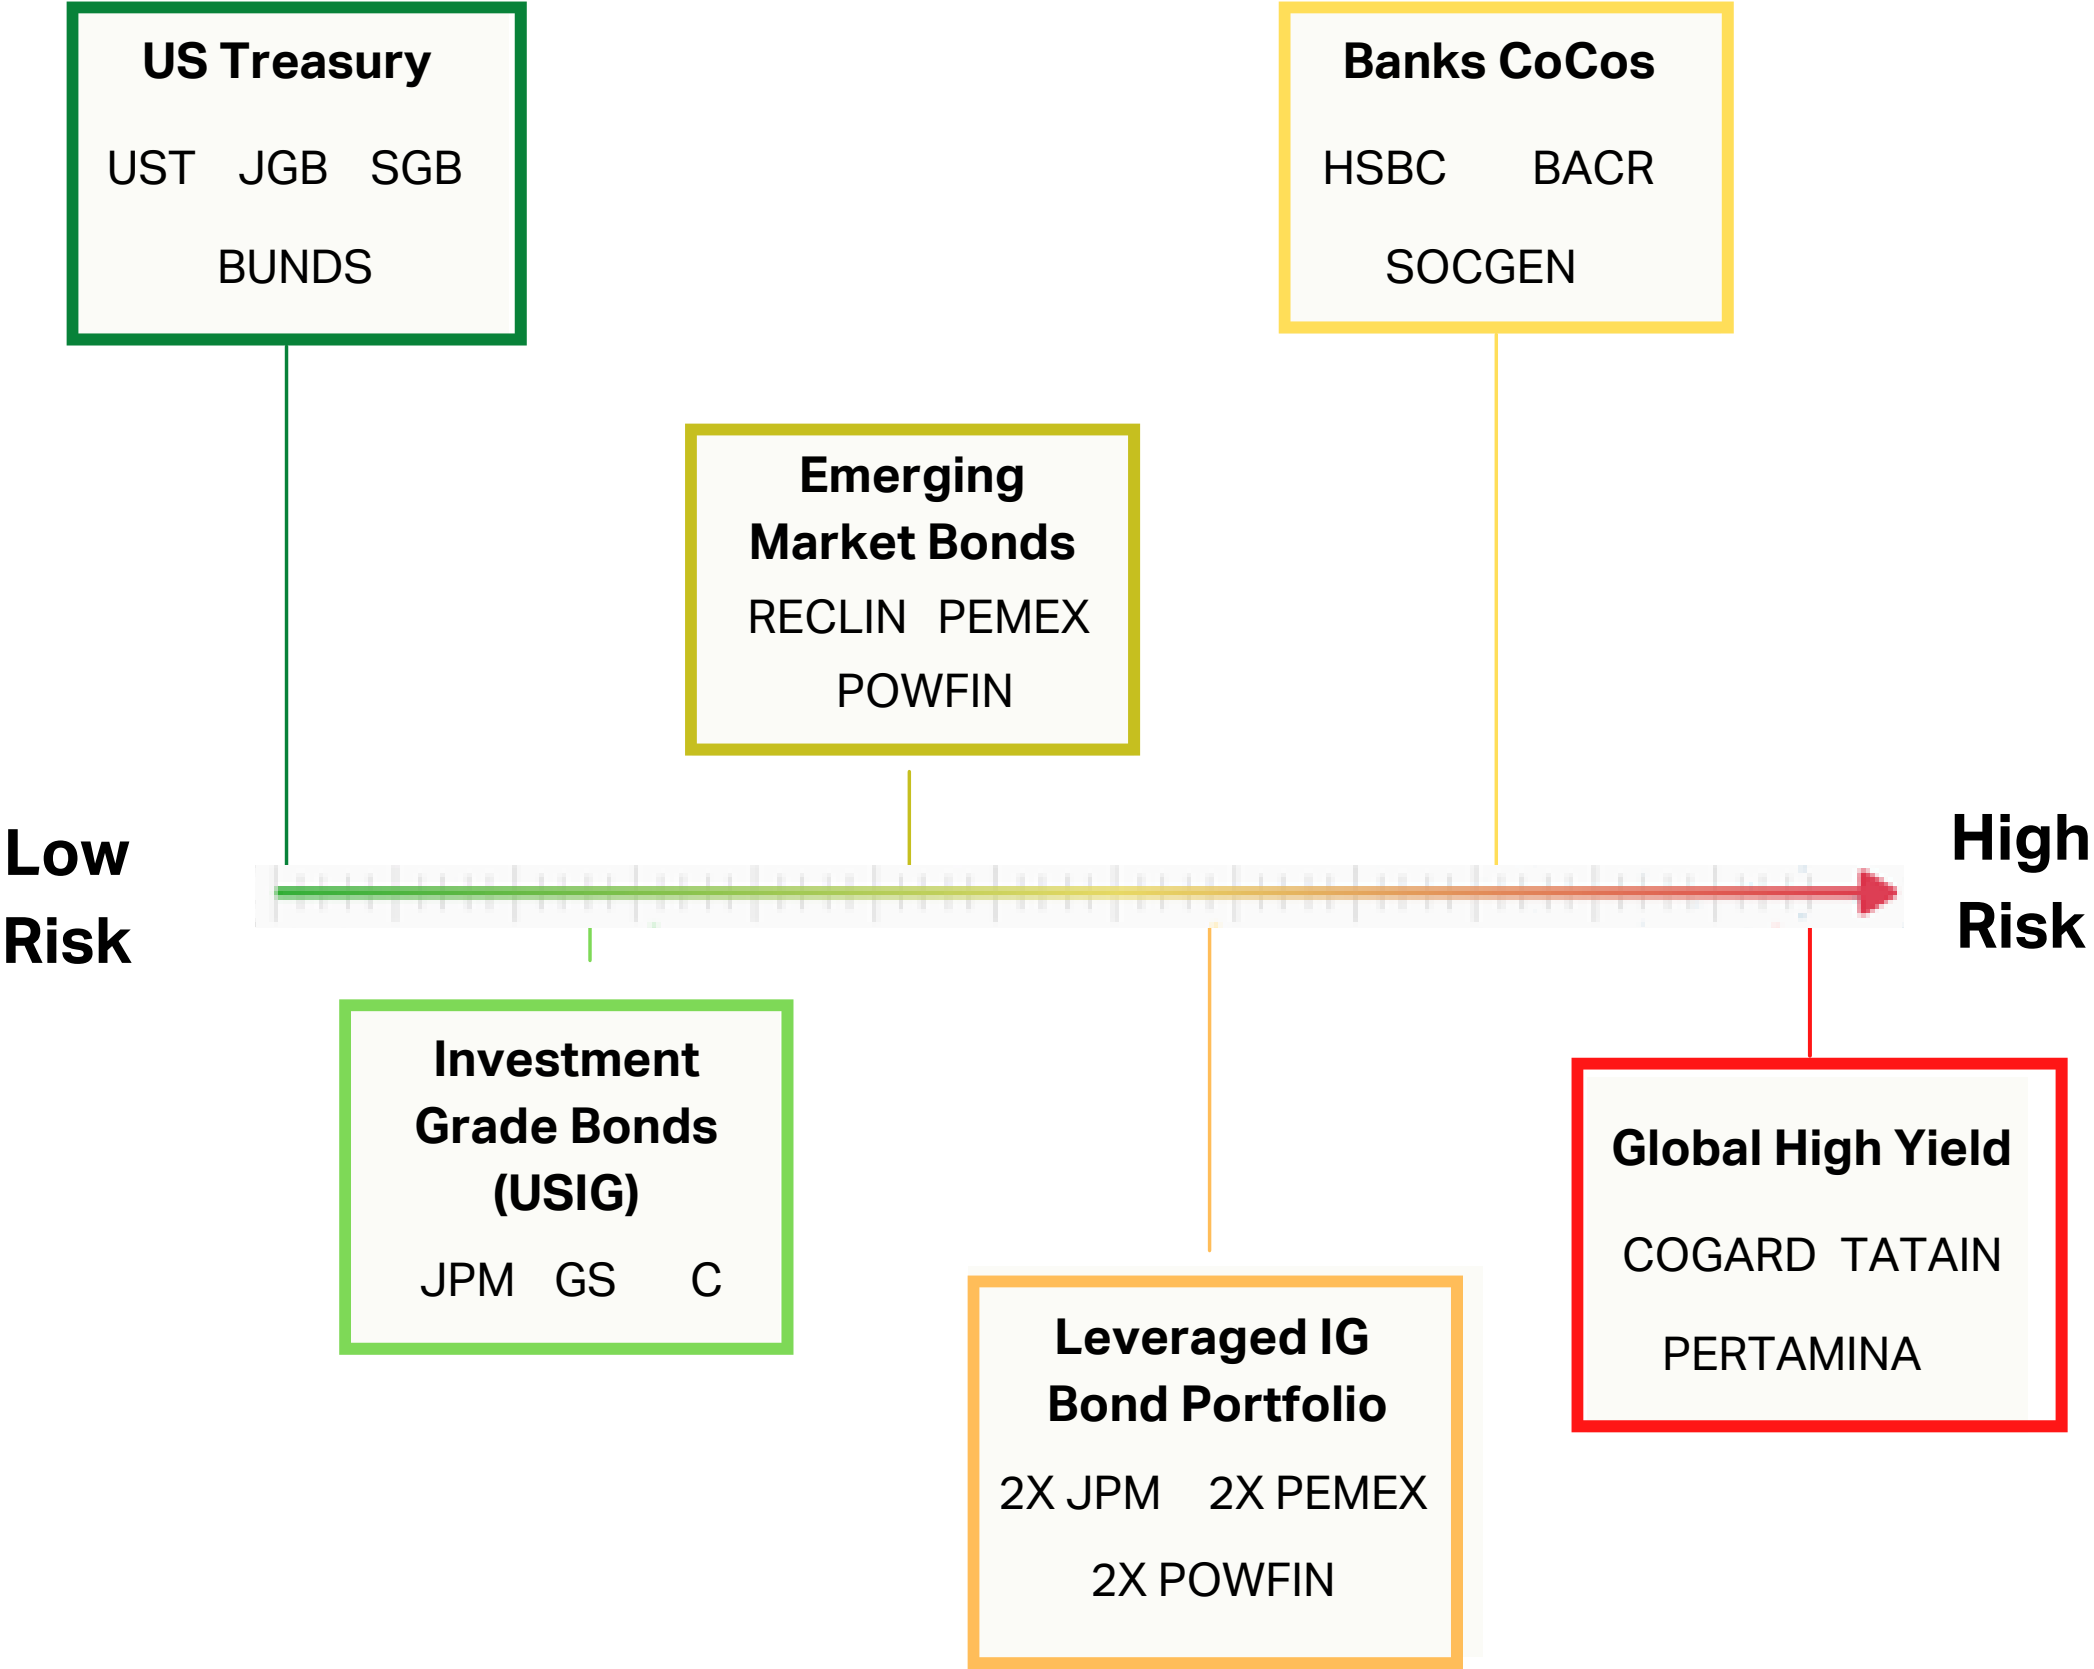 US Treasury
UST JGB SGB
BUNDS
Banks CoCos
HSBC BACR
SOCGEN
Emerging
Market Bonds
RECLIN PEMEX
POWFIN
Low
Risk
High
Risk
Investment
Grade Bonds
(USIG)
JPM GS C
Leveraged IG
Bond Portfolio
2X JPM 2X PEMEX
2X POWFIN
Global High Yield
COGARD TATAIN
PERTAMINA